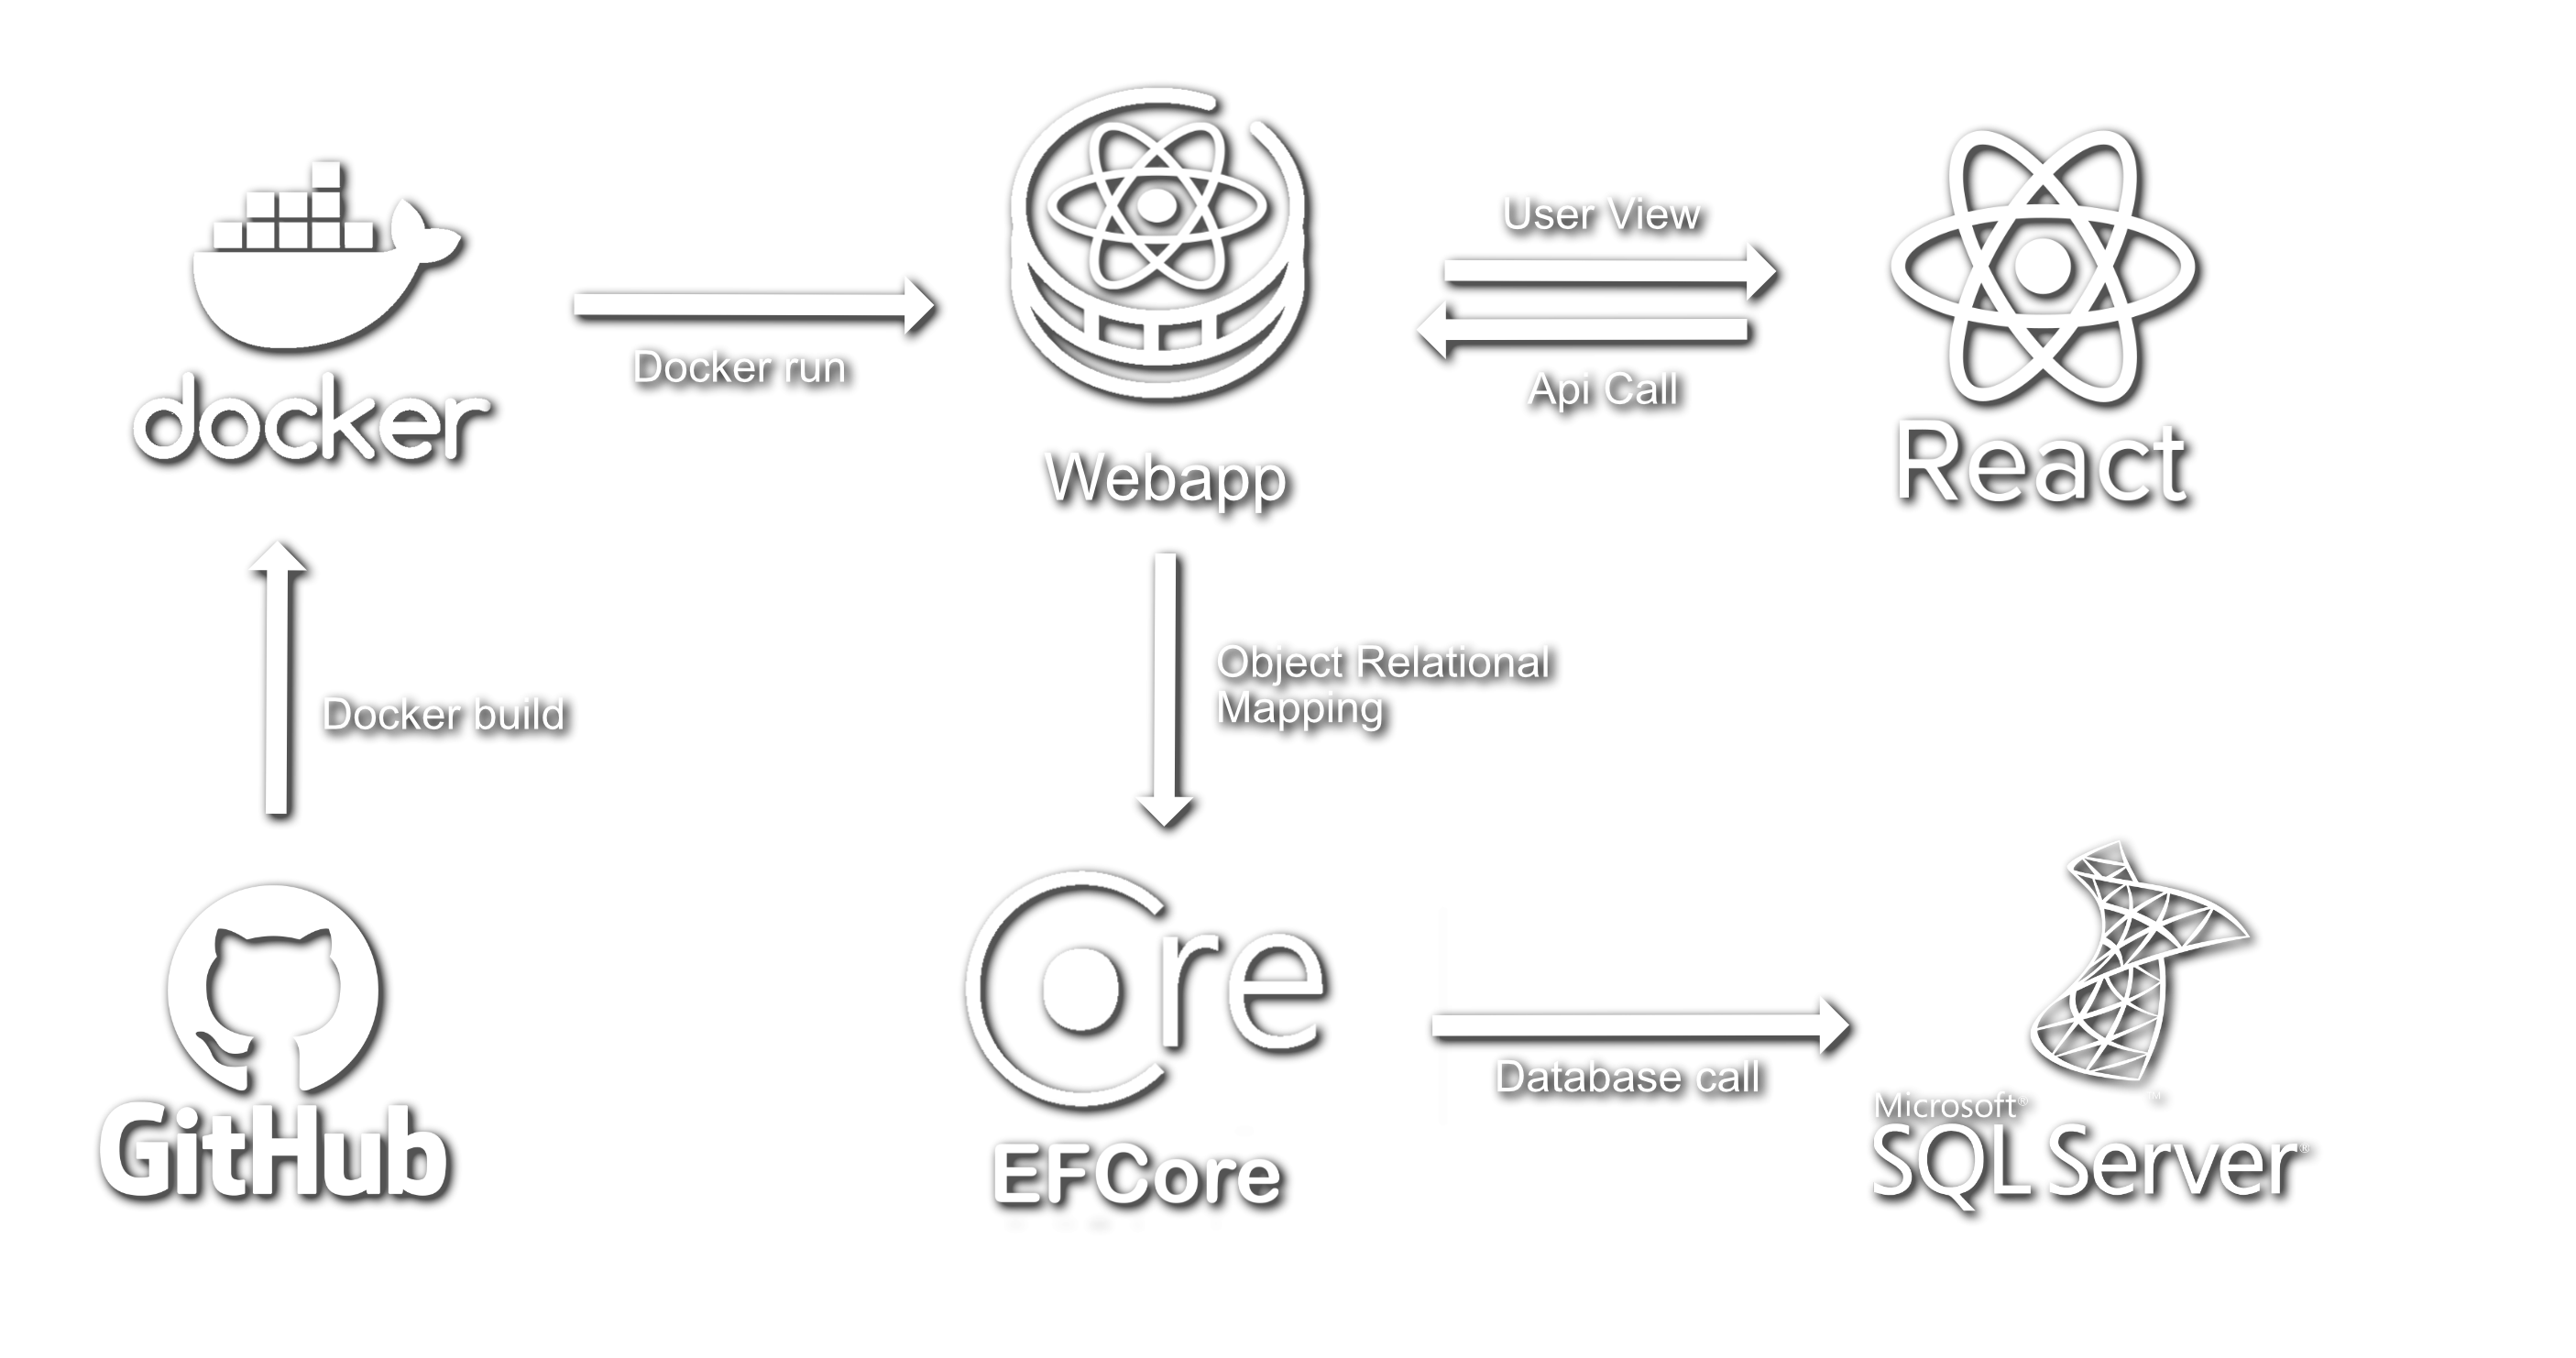 docker
Docker run
Webapp
User View
Api Call
React
Docker build
Object Relational
Mapping
GitHub
Core
EFCore
Database call
Microsoft®
SQL Server®
TM